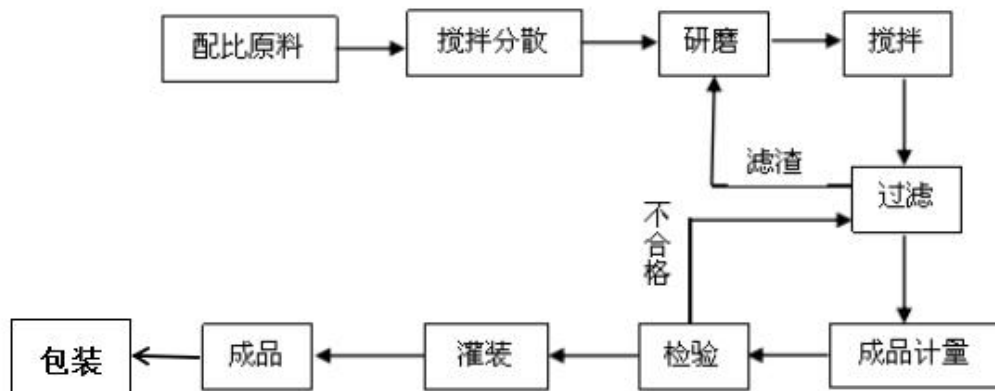 配比原料
搅拌分散
研磨
搅拌
滤渣
过滤
不合格
包装
成品
灌装
检验
成品计量